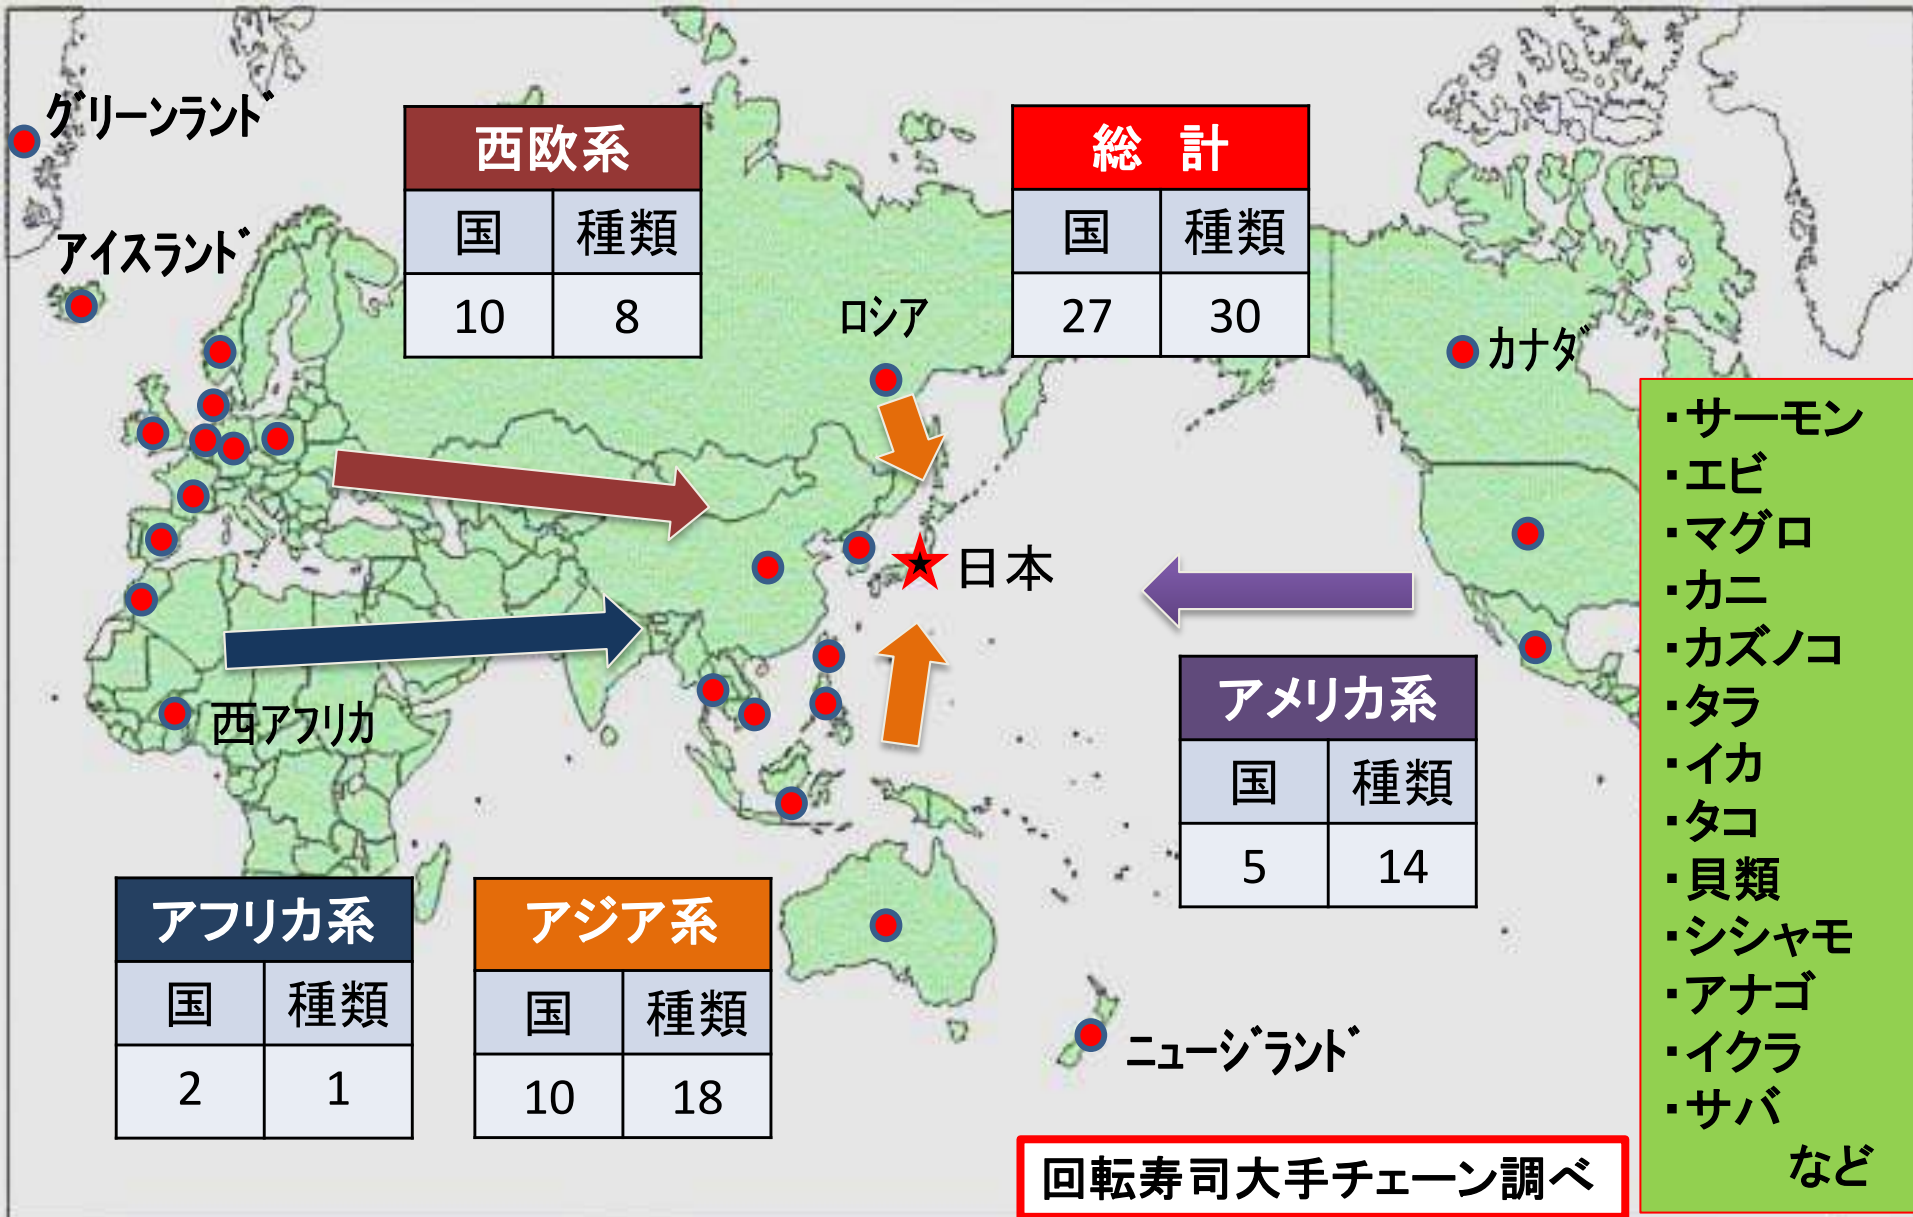 グリーンランド
アイスランド
西欧系
国 種類
10 8
総 計
国 種類
27 30
ロシア
カナダ
日本
西アフリカ
アメリカ系
国 種類
5 14
アフリカ系
国 種類
2 1
アジア系
国 種類
10 18
ニュージランド
・サーモン
・エビ
・マグロ
・カニ
・カズノコ
・タラ
・イカ
・タコ
・貝類
・シシャモ
・アナゴ
・イクラ
・サバ
など
回転寿司大手チェーン調べ